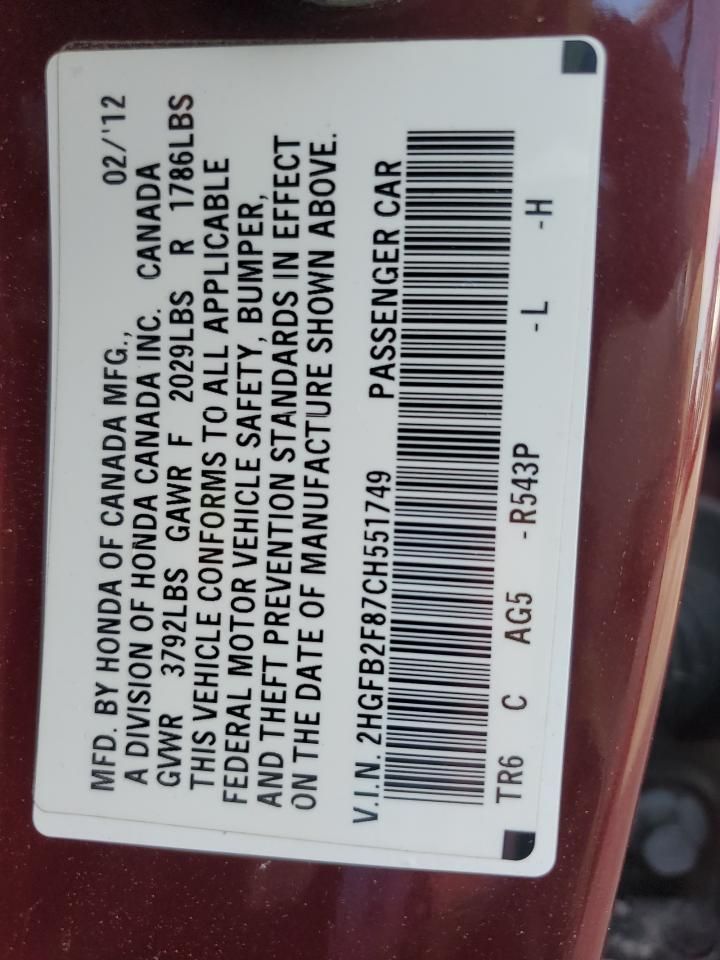 MFD. BY HONDA OF CANADA MFG., 02/'12
A DIVISION OF HONDA CANADA INC. CANADA
GVWR 3792LBS GAWR F 2029LBS R 1786LBS
THIS VEHICLE CONFORMS TO ALL APPLICABLE
FEDERAL MOTOR VEHICLE SAFETY, BUMPER,
AND THEFT PREVENTION STANDARDS IN EFFECT
ON THE DATE OF MANUFACTURE SHOWN ABOVE.
V.I.N. 2HGFB2F87CH551749 PASSENGER CAR
TR6 C AG5 -R543P -L -H